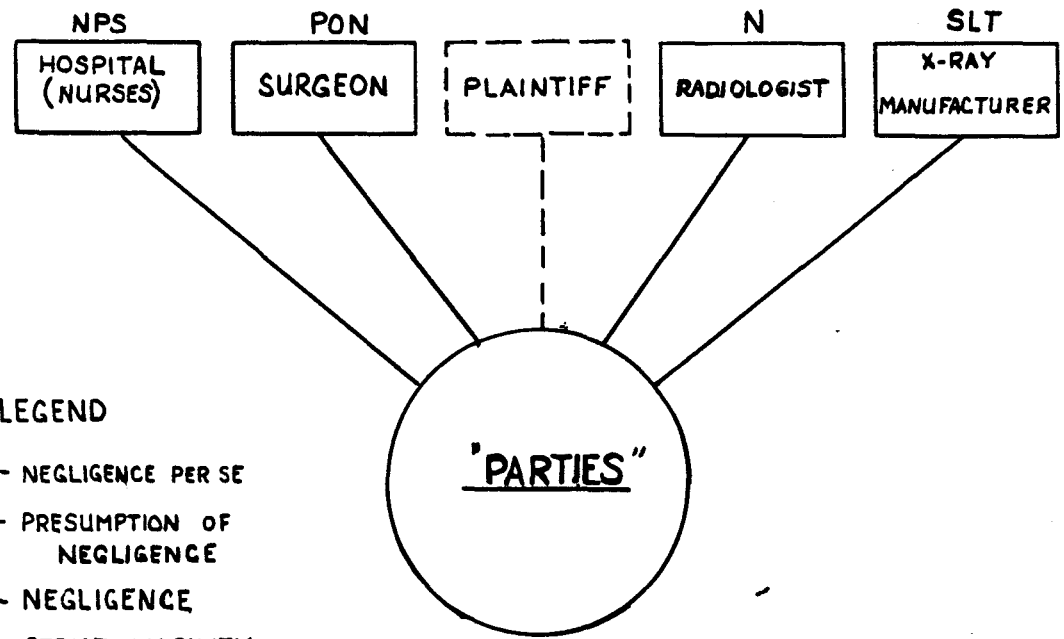 NPS PON N SLT
HOSPITAL
(NURSES)
SURGEON
PLAINTIFF
RADIOLOGIST
X-RAY
MANUFACTURER
LEGEND
- NEGLIGENCE PER SE
- PRESUMPTION OF
NEGLIGENCE
- NEGLIGENCE
"PARTIES"